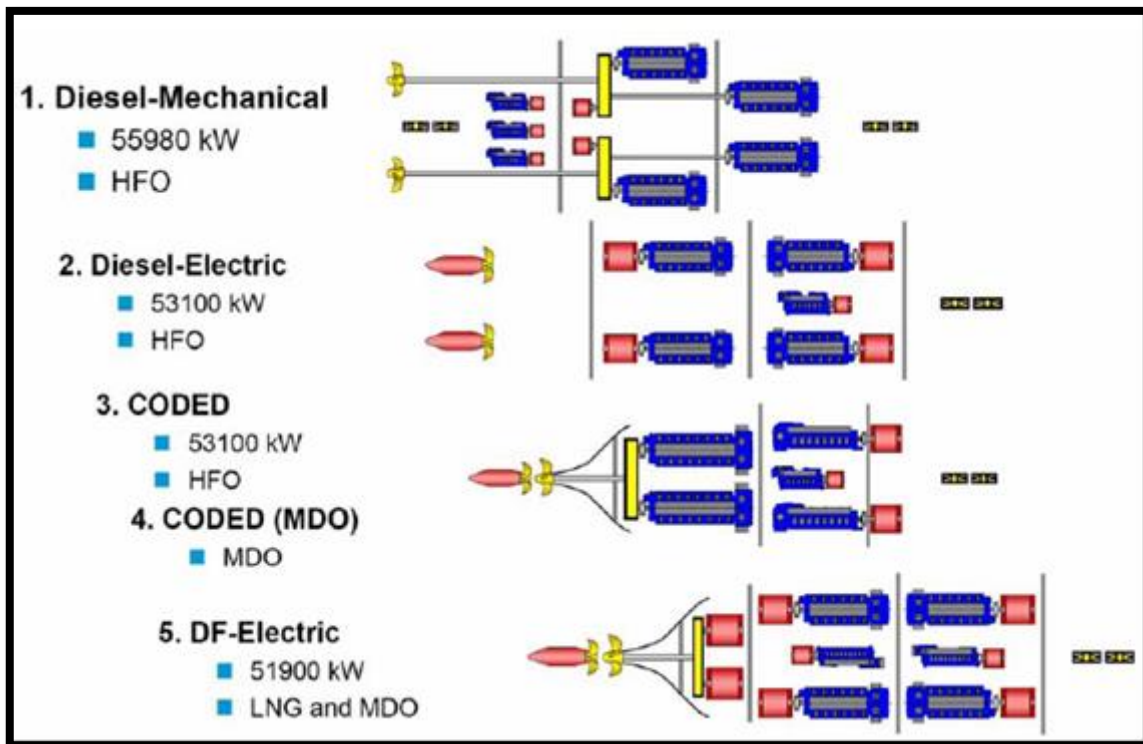 1. Diesel-Mechanical
55980 kW
HFO
2. Diesel-Electric
53100 kW
HFO
3. CODED
53100 kW
HFO
4. CODED (MDO)
MDO
5. DF-Electric
51900 kW
LNG and MDO